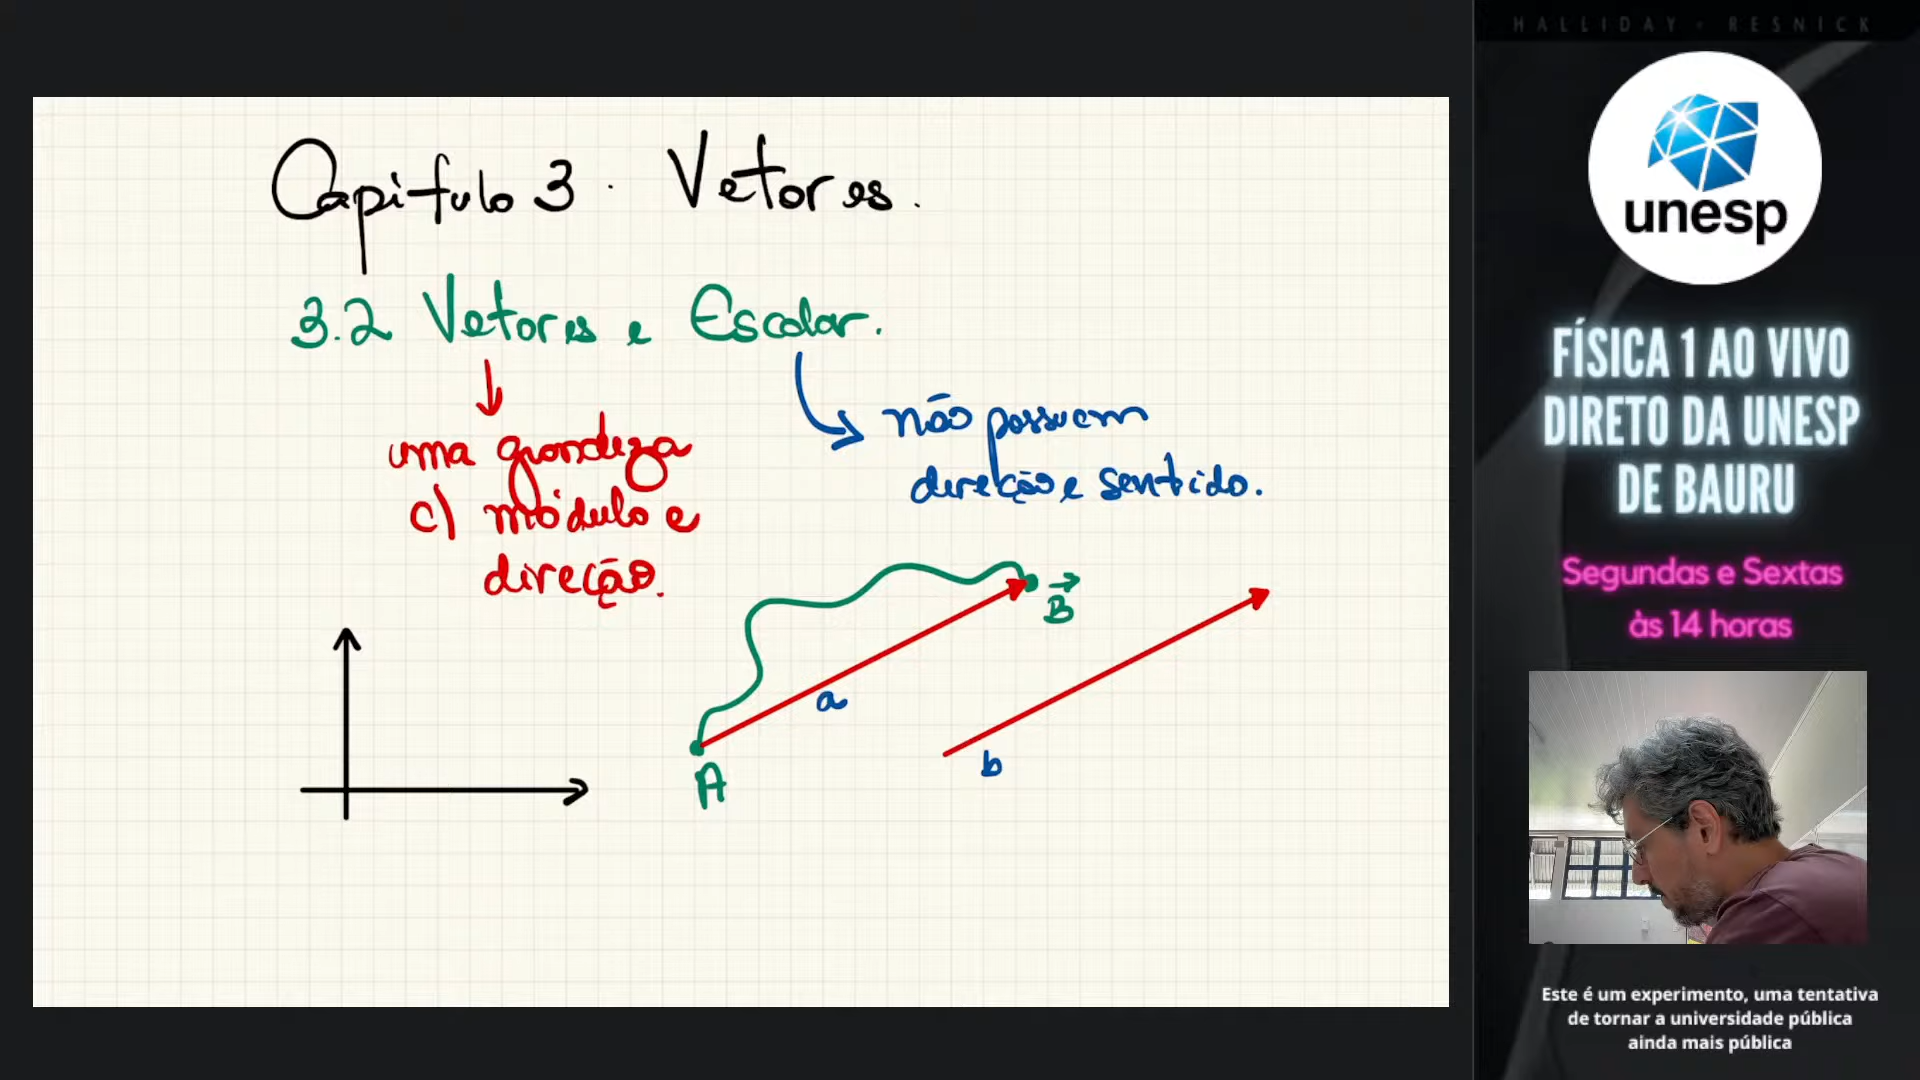 Capítulo 3. Vetores.
3.2 Vetores e Escalar.
uma grandeza
c/ módulo e
direção.
não possuem
direção e sentido.
B
a
A
b
HALLIDAY • RESNICK
unesp
FÍSICA 1 AO VIVO
DIRETO DA UNESP
DE BAURU
Segundas e Sextas
às 14 horas
Este é um experimento, uma tentativa
de tornar a universidade pública
ainda mais pública